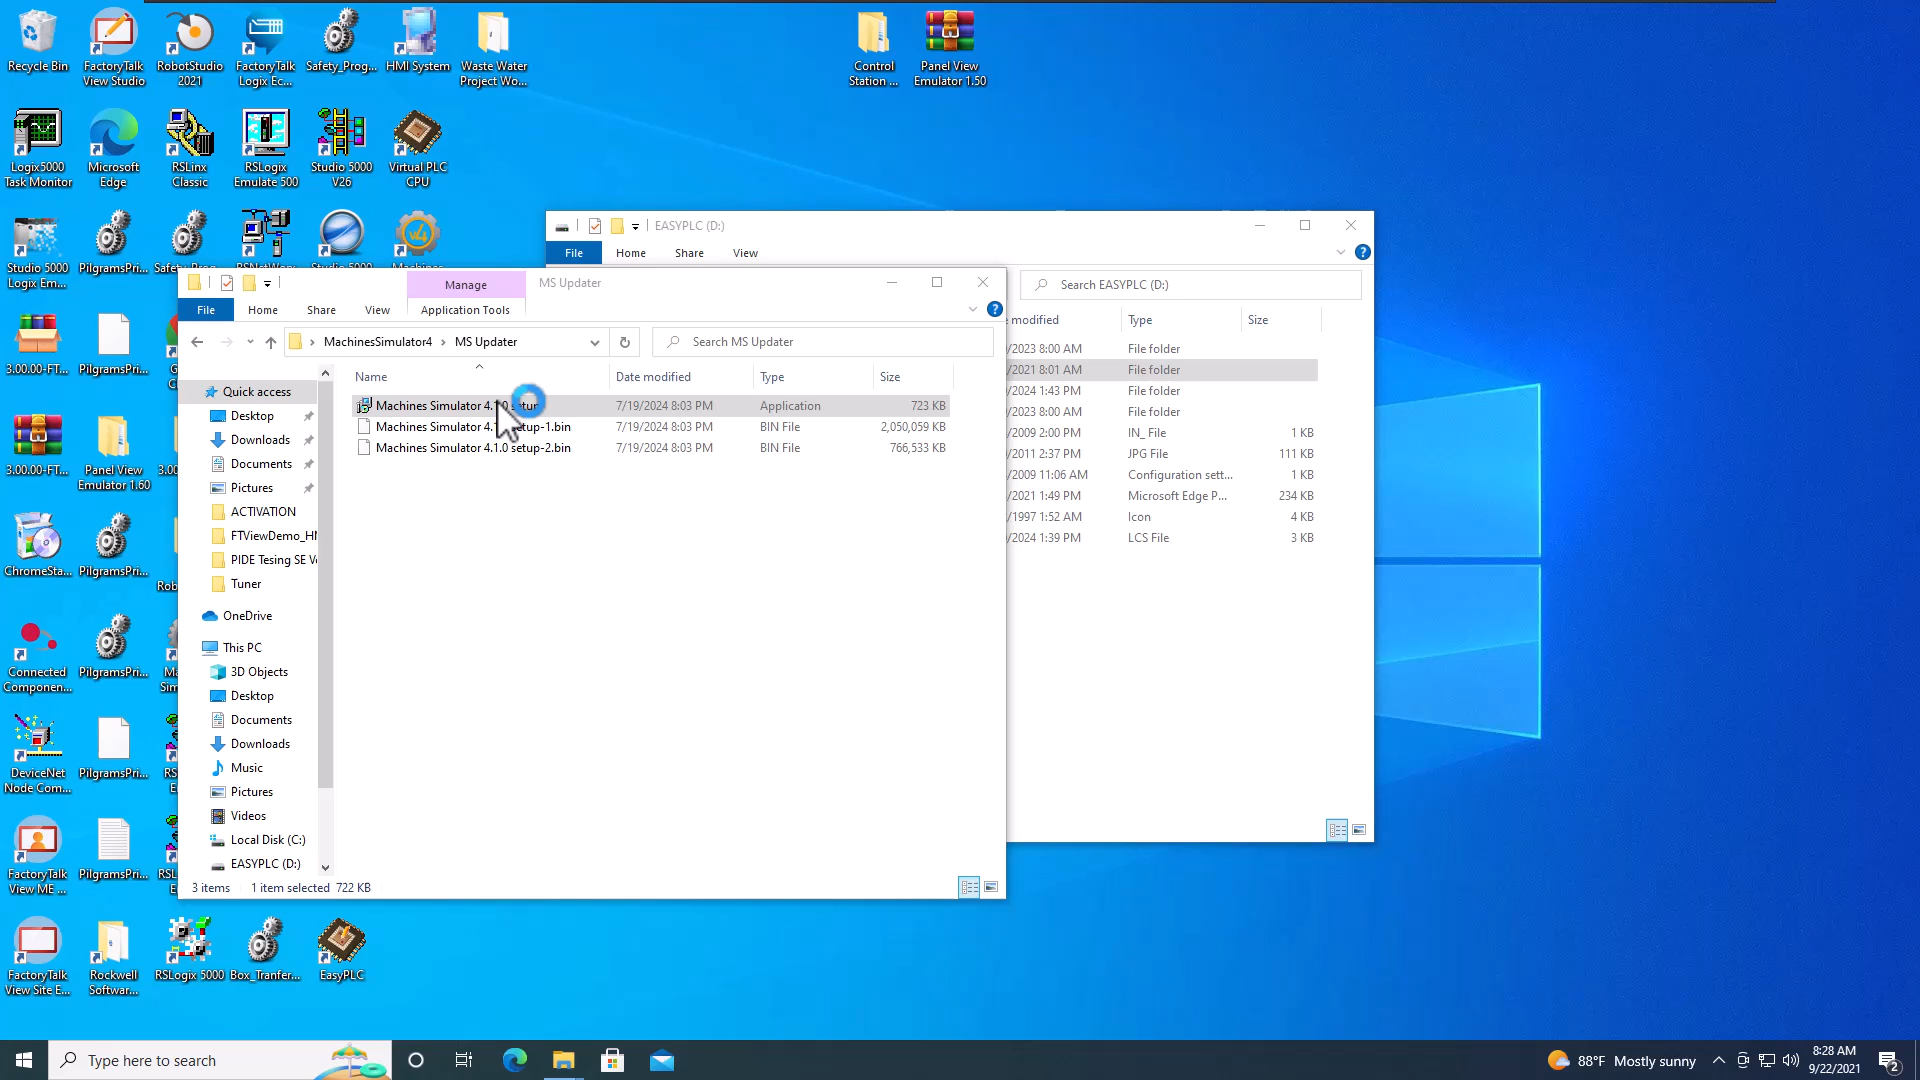 Recycle Bin
FactoryTalk
View Studio
RobotStudio
2021
FactoryTalk
Logix Ec...
Safety_Prog...
HMI System
Waste Water
Project Wo...
Control
Station ...
Panel View
Emulator 1.50
Logix5000
Task Monitor
Microsoft
Edge
RSLinx
Classic
RSLogix
Emulate 500
Studio 5000
V26
Virtual PLC
CPU
Studio 5000
Logix Em...
PilgramsPri...
3.00.00-FT...
PilgramsPri...
3.00.00-FT...
Panel View
Emulator 1.60
ChromeSta...
PilgramsPri...
Connected
Componen...
PilgramsPri...
DeviceNet
Node Com...
PilgramsPri...
FactoryTalk
View ME ...
PilgramsPri...
FactoryTalk
View Site E...
Rockwell
Softwar...
RSLogix 5000
Box_Tranfer...
EasyPLC
EASYPLC (D:)
File Home Share View
Search EASYPLC (D:)
modified Type Size
/2023 8:00 AM File folder
/2021 8:01 AM File folder
/2024 1:43 PM File folder
/2023 8:00 AM File folder
/2009 2:00 PM IN_ File 1 KB
/2011 2:37 PM JPG File 111 KB
/2009 11:06 AM Configuration sett... 1 KB
/2021 1:49 PM Microsoft Edge P... 234 KB
/1997 1:52 AM Icon 4 KB
/2024 1:39 PM LCS File 3 KB
Manage MS Updater
File Home Share View Application Tools
MachinesSimulator4 MS Updater
Search MS Updater
Name Date modified Type Size
Machines Simulator 4.1.0 setup 7/19/2024 8:03 PM Application 723 KB
Machines Simulator 4.1.0 setup-1.bin 7/19/2024 8:03 PM BIN File 2,050,059 KB
Machines Simulator 4.1.0 setup-2.bin 7/19/2024 8:03 PM BIN File 766,533 KB
Quick access
Desktop
Downloads
Documents
Pictures
ACTIVATION
FTViewDemo_HM
PIDE Tesing SE Ve
Tuner
OneDrive
This PC
3D Objects
Desktop
Documents
Downloads
Music
Pictures
Videos
Local Disk (C:)
EASYPLC (D:)
3 items 1 item selected 722 KB
Type here to search
88°F Mostly sunny
8:28 AM
9/22/2021
2